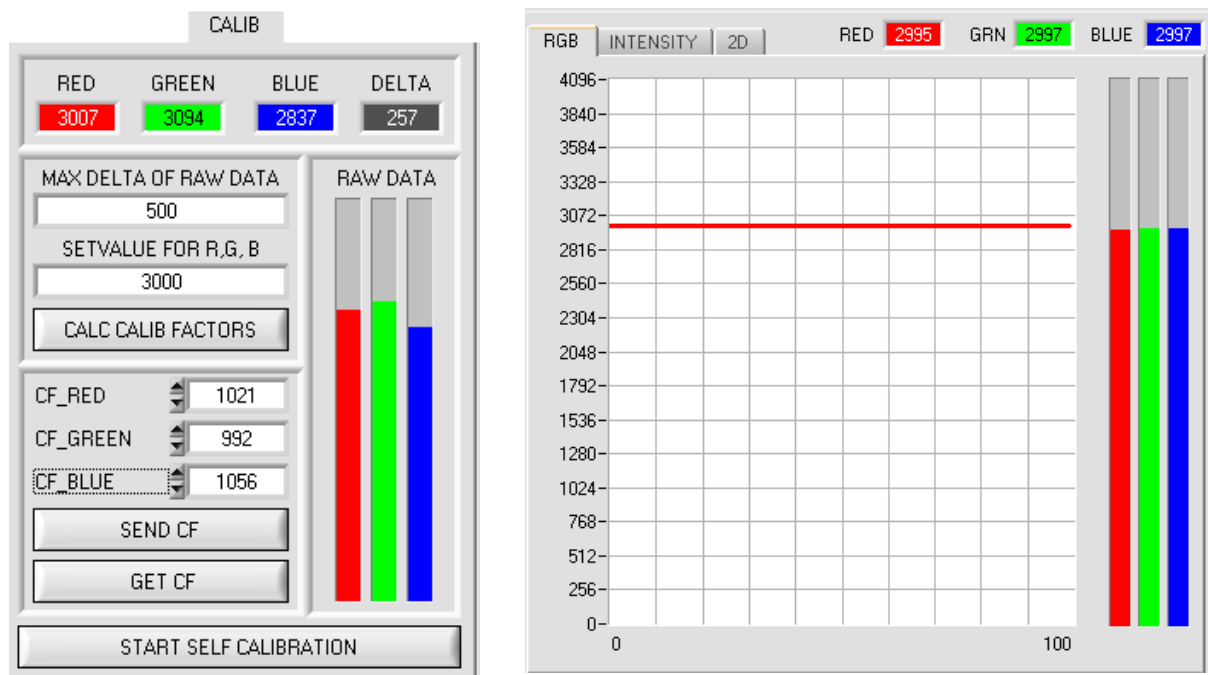 CALIB
RED GREEN BLUE DELTA
3007 3094 2837 257
MAX DELTA OF RAW DATA
500
SETVALUE FOR R,G, B
3000
CALC CALIB FACTORS
RAW DATA
CF_RED 1021
CF_GREEN 992
CF_BLUE 1056
SEND CF
GET CF
START SELF CALIBRATION
RGB INTENSITY 2D RED 2995 GRN 2997 BLUE 2997
4096
3840
3584
3328
3072
2816
2560
2304
2048
1792
1536
1280
1024
768
512
256
0
0 100